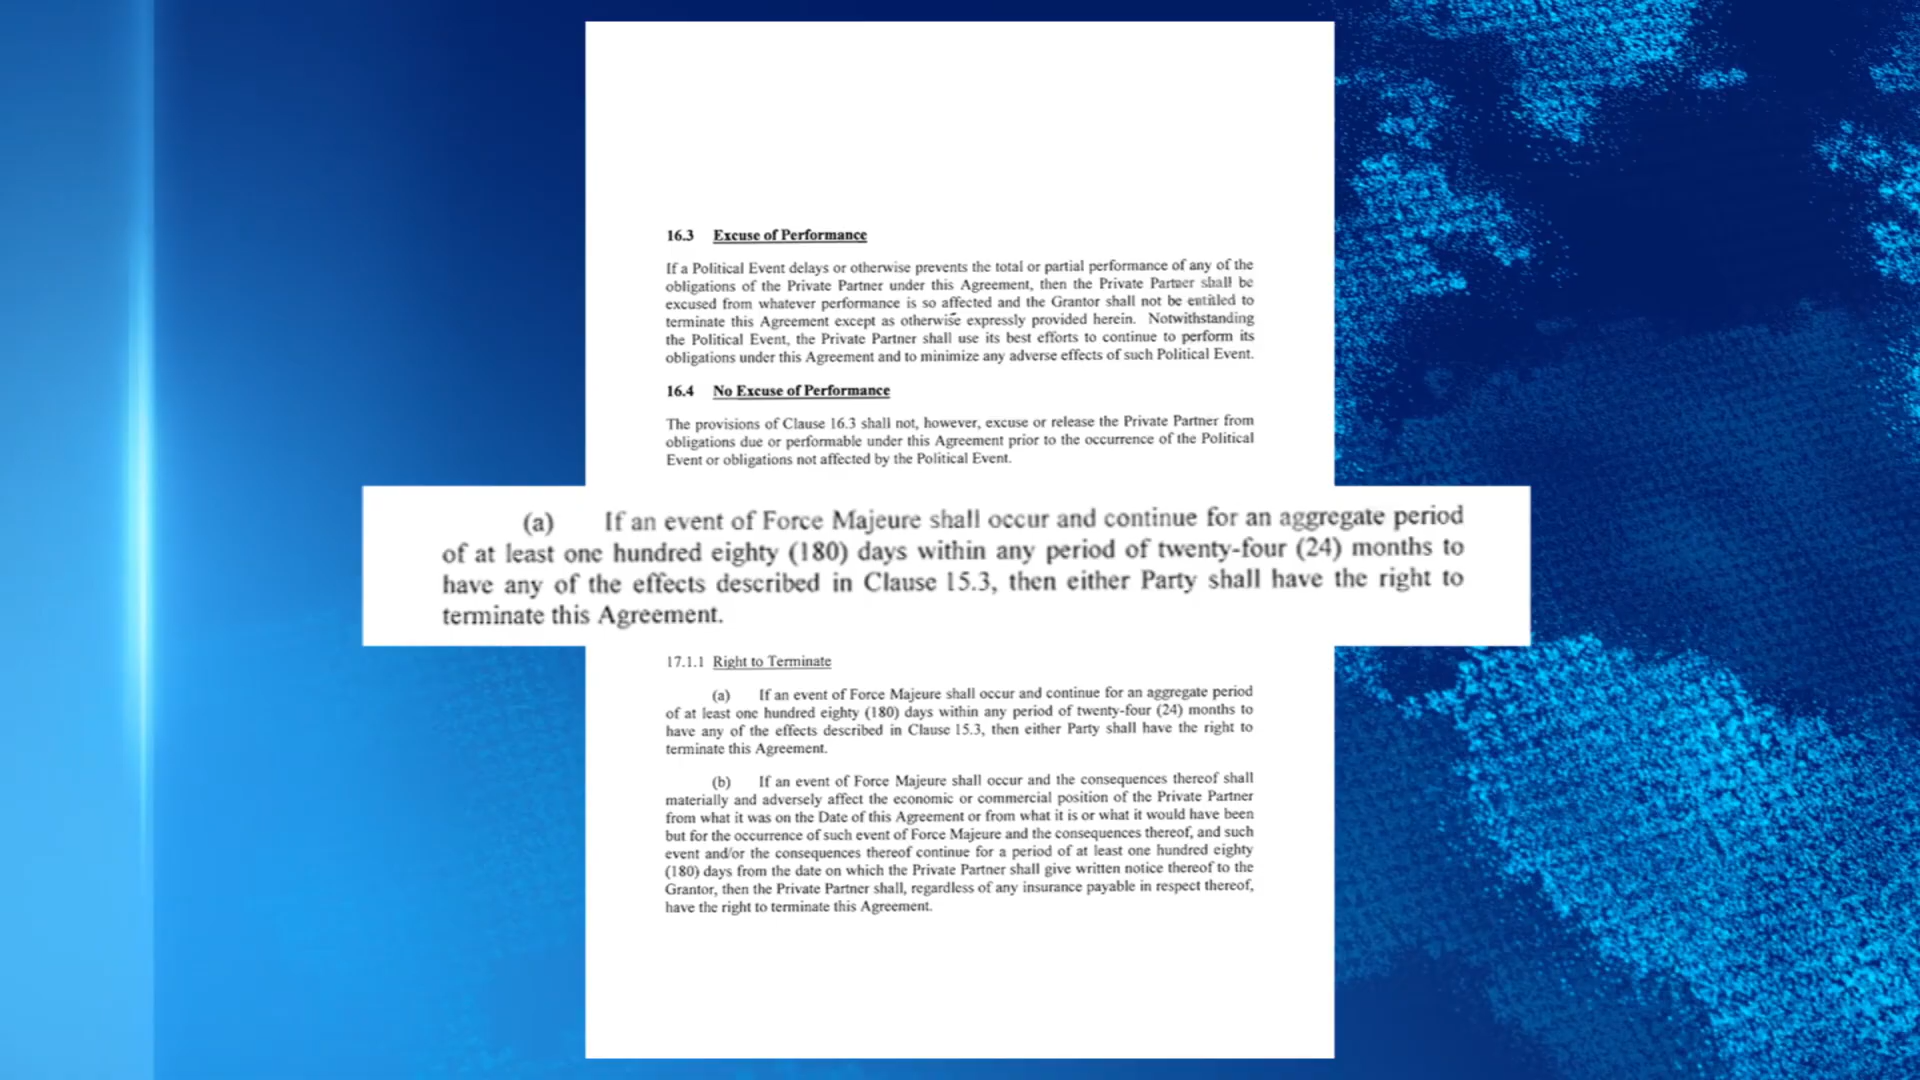 16.3 Excuse of Performance
If a Political Event delays or otherwise prevents the total or partial performance of any of the
obligations of the Private Partner under this Agreement, then the Private Partner shall be
excused from whatever performance is so affected and the Grantor shall not be entitled to
terminate this Agreement except as otherwise expressly provided herein. Notwithstanding
the Political Event, the Private Partner shall use its best efforts to continue to perform its
obligations under this Agreement and to minimize any adverse effects of such Political Event.
16.4 No Excuse of Performance
The provisions of Clause 16.3 shall not, however, excuse or release the Private Partner from
obligations due or performable under this Agreement prior to the occurrence of the Political
Event or obligations not affected by the Political Event.
(a) If an event of Force Majeure shall occur and continue for an aggregate period
of at least one hundred eighty (180) days within any period of twenty-four (24) months to
have any of the effects described in Clause 15.3, then either Party shall have the right to
terminate this Agreement.
17.1.1 Right to Terminate
(a) If an event of Force Majeure shall occur and continue for an aggregate period
of at least one hundred eighty (180) days within any period of twenty-four (24) months to
have any of the effects described in Clause 15.3, then either Party shall have the right to
terminate this Agreement.
(b) If an event of Force Majeure shall occur and the consequences thereof shall
materially and adversely affect the economic or commercial position of the Private Partner
from what it was on the Date of this Agreement or from what it is or what it would have been
but for the occurrence of such event of Force Majeure and the consequences thereof, and such
event and/or the consequences thereof continue for a period of at least one hundred eighty
(180) days from the date on which the Private Partner shall give written notice thereof to the
Grantor, then the Private Partner shall, regardless of any insurance payable in respect thereof,
have the right to terminate this Agreement.